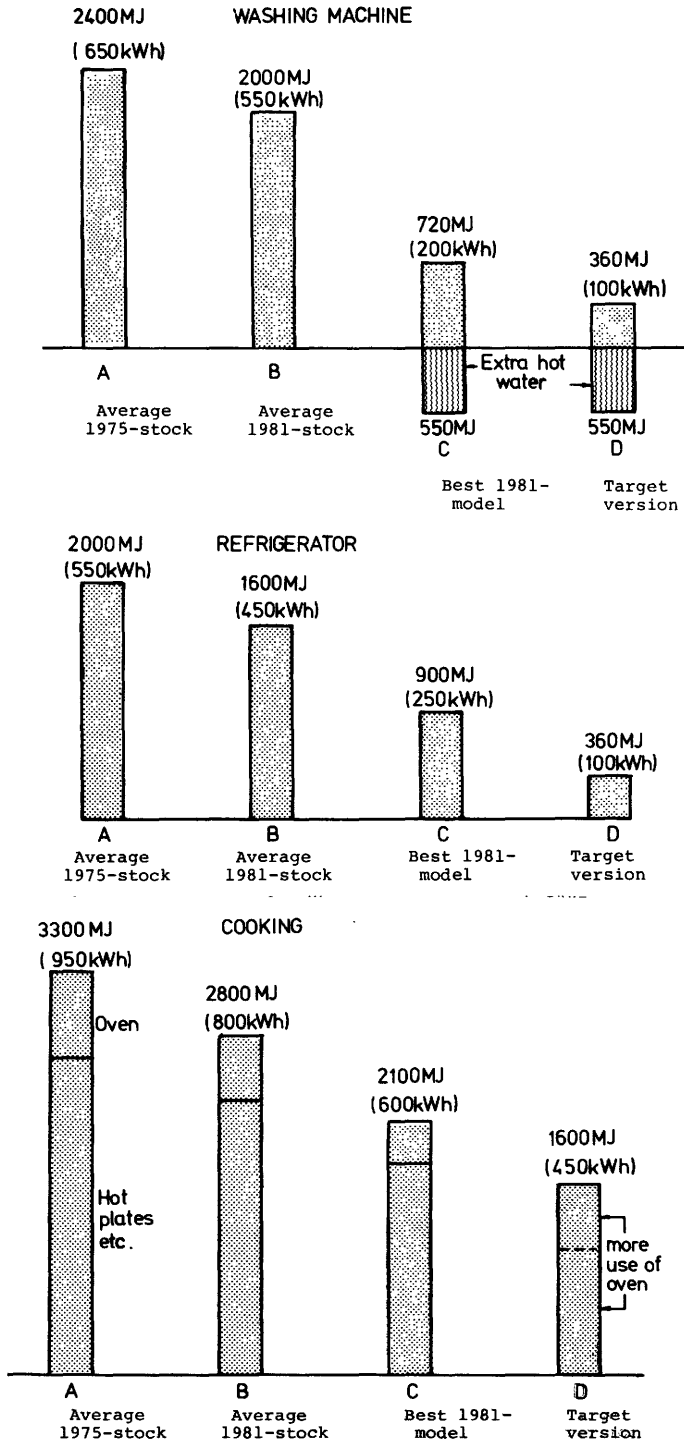 2400MJ WASHING MACHINE
( 650kWh)
2000MJ
(550kWh)
720MJ
(200kWh)
360MJ
(100kWh)
Extra hot
water
550MJ 550MJ
A B C D
Average
1975-stock
Average
1981-stock
Best 1981-
model
Target
version
2000MJ REFRIGERATOR
(550kWh)
1600MJ
(450kWh)
900MJ
(250kWh)
360MJ
(100kWh)
A B C D
Average
1975-stock
Average
1981-stock
Best 1981-
model
Target
version
3300MJ COOKING
( 950kWh)
Oven
Hot
plates
etc.
2800MJ
(800kWh)
2100MJ
(600kWh)
1600MJ
(450kWh)
more
use of
oven
A B C D
Average
1975-stock
Average
1981-stock
Best 1981-
model
Target
version